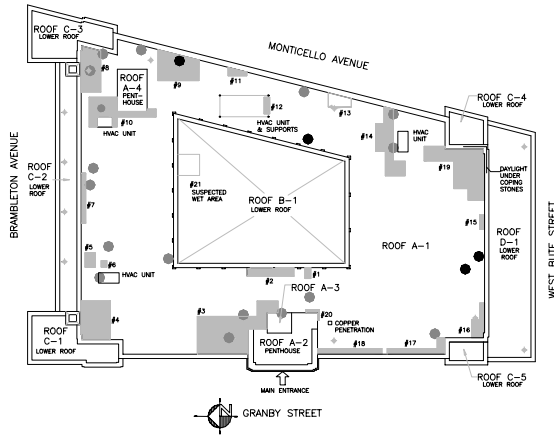 ROOF C-3
LOWER ROOF
MONTICELLO AVENUE
#8
ROOF
A-4
PENT-
HOUSE
#9
#11
#12
#13
ROOF C-4
LOWER ROOF
#10
HVAC UNIT
HVAC UNIT
& SUPPORTS
#14
HVAC
UNIT
#19
DAYLIGHT
UNDER
COPING
STONES
BRAMBLETON AVENUE
ROOF
C-2
LOWER
ROOF
#7
#21
SUSPECTED
WET AREA
ROOF B-1
LOWER ROOF
ROOF A-1
#15
ROOF
D-1
LOWER
ROOF
WEST BUTE STREET
#5
#6
HVAC UNIT
#2
#1
ROOF A-3
#4
#3
#20
COPPER
PENETRATION
#16
ROOF
C-1
LOWER ROOF
ROOF A-2
PENTHOUSE
#18
#17
ROOF C-5
LOWER ROOF
MAIN ENTRANCE
N
GRANBY STREET